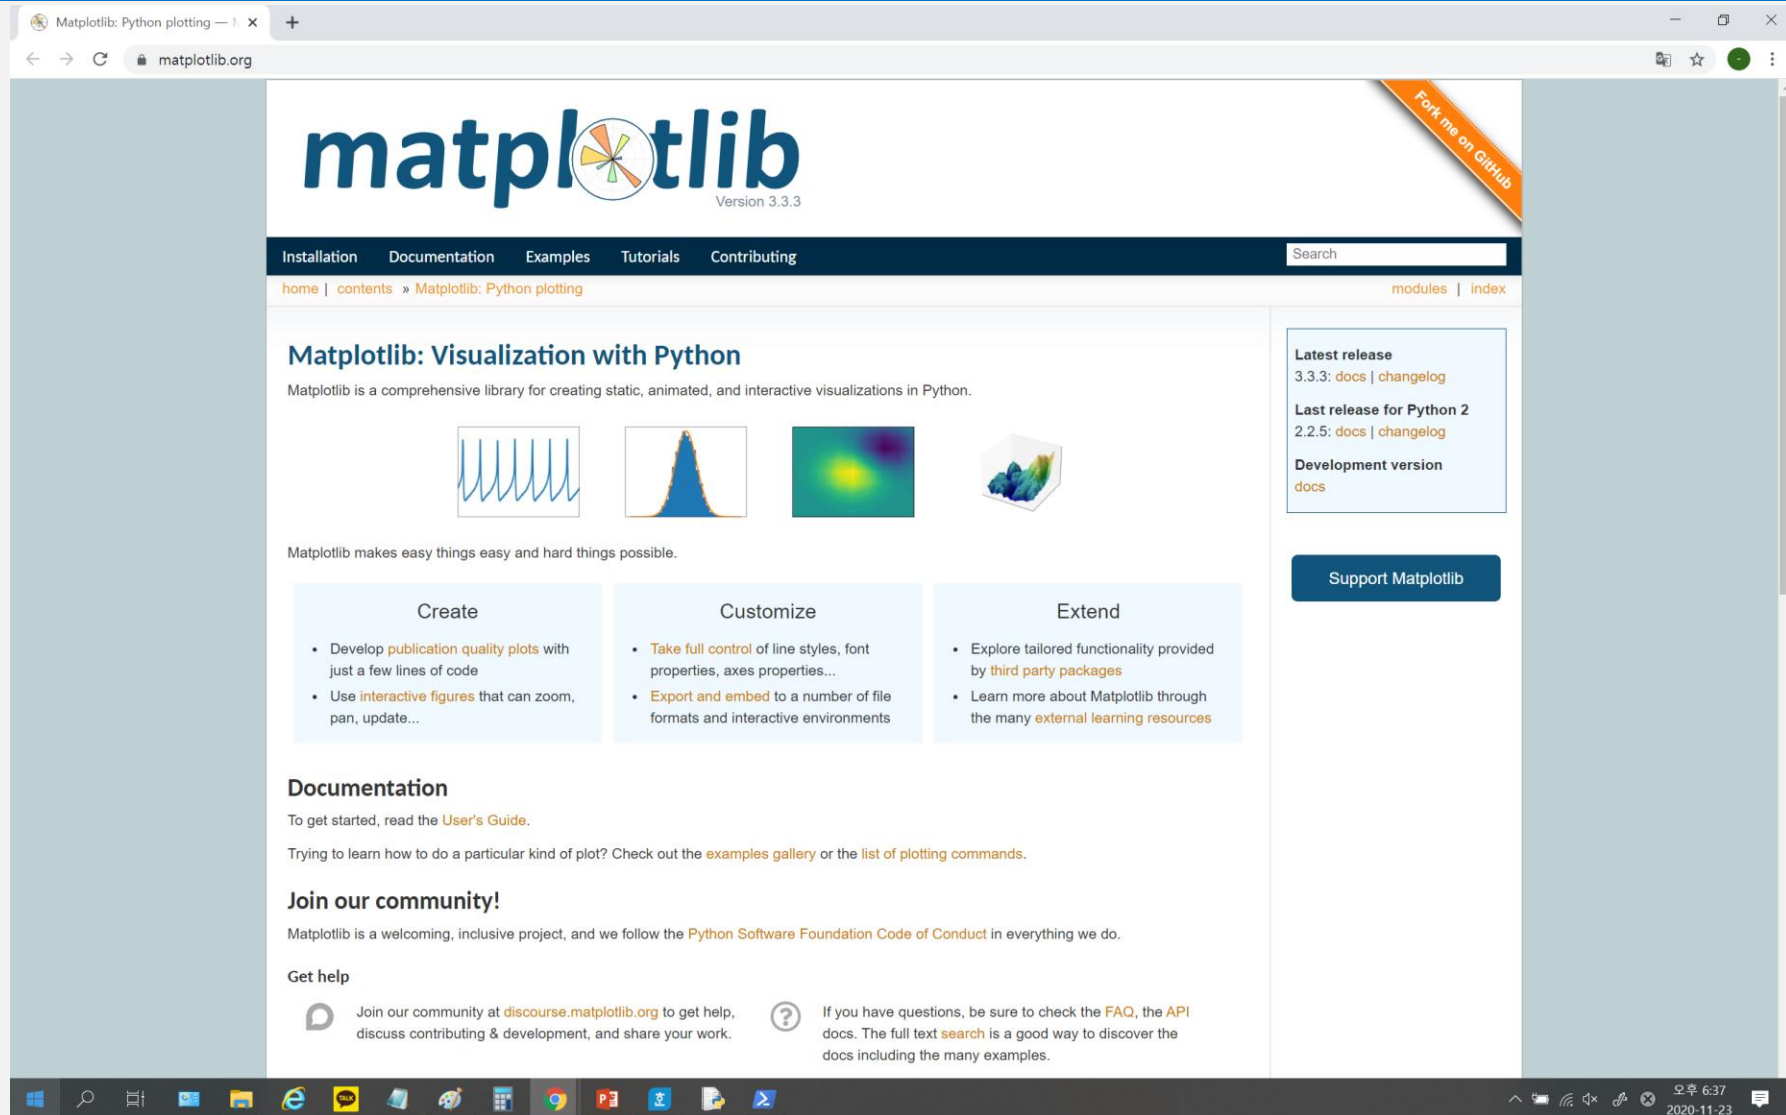 Matplotlib: Python plotting —
matplotlib.org
matplotlib
Version 3.3.3
Fork me on GitHub
Installation Documentation Examples Tutorials Contributing Search
home | contents » Matplotlib: Python plotting modules | index
Matplotlib: Visualization with Python
Matplotlib is a comprehensive library for creating static, animated, and interactive visualizations in Python.
Matplotlib makes easy things easy and hard things possible.
Create
• Develop publication quality plots with
just a few lines of code
• Use interactive figures that can zoom,
pan, update...
Customize
• Take full control of line styles, font
properties, axes properties...
• Export and embed to a number of file
formats and interactive environments
Extend
• Explore tailored functionality provided
by third party packages
• Learn more about Matplotlib through
the many external learning resources
Documentation
To get started, read the User's Guide.
Trying to learn how to do a particular kind of plot? Check out the examples gallery or the list of plotting commands.
Join our community!
Matplotlib is a welcoming, inclusive project, and we follow the Python Software Foundation Code of Conduct in everything we do.
Get help
Join our community at discourse.matplotlib.org to get help,
discuss contributing & development, and share your work.
If you have questions, be sure to check the FAQ, the API
docs. The full text search is a good way to discover the
docs including the many examples.
Latest release
3.3.3: docs | changelog
Last release for Python 2
2.2.5: docs | changelog
Development version
docs
Support Matplotlib
TALK
오후 6:37
2020-11-23